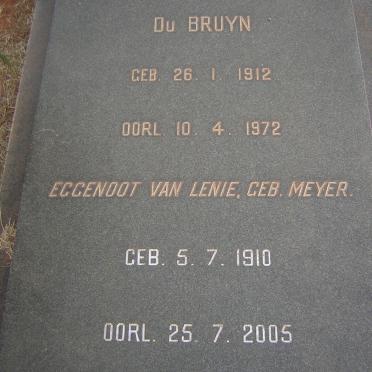 Du BRUYN
GEB. 26. 1. 1912
OORL 10. 4. 1972
EGGENOOT VAN LENIE, GEB. MEYER.
GEB. 5. 7. 1910
OORL. 25. 7. 2005